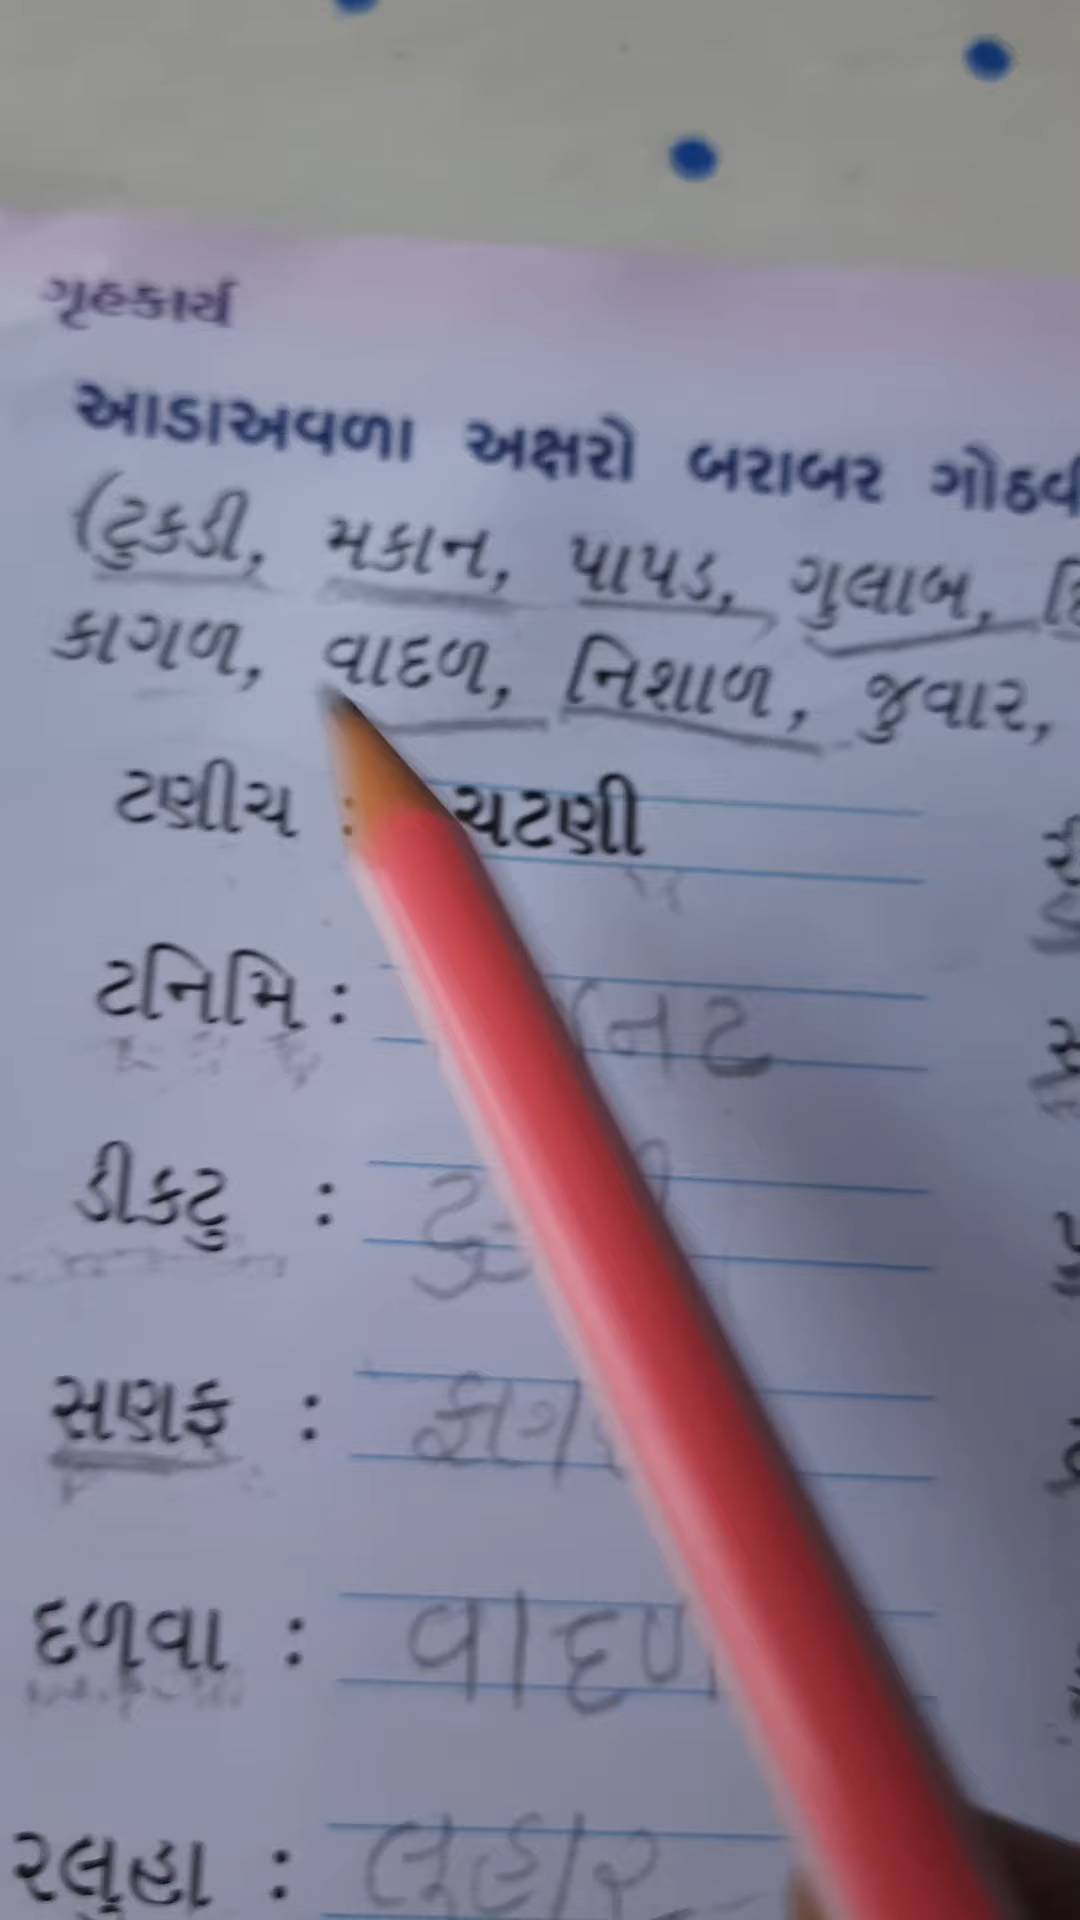 ગૃહકાર્ય
આડાઅવળા અક્ષરો બરાબર ગોઠવી
(ટુકડી, મકાન, પાપડ, ગુલાબ,
કાગળ, વાદળ, નિશાળ, જુવાર,
ટણીચ : ચટણી
ટનિમિ : નિટ
ડીકટુ : ટુ
સણફ :
દળવા : વાદળ
રલુહા : લુહાર